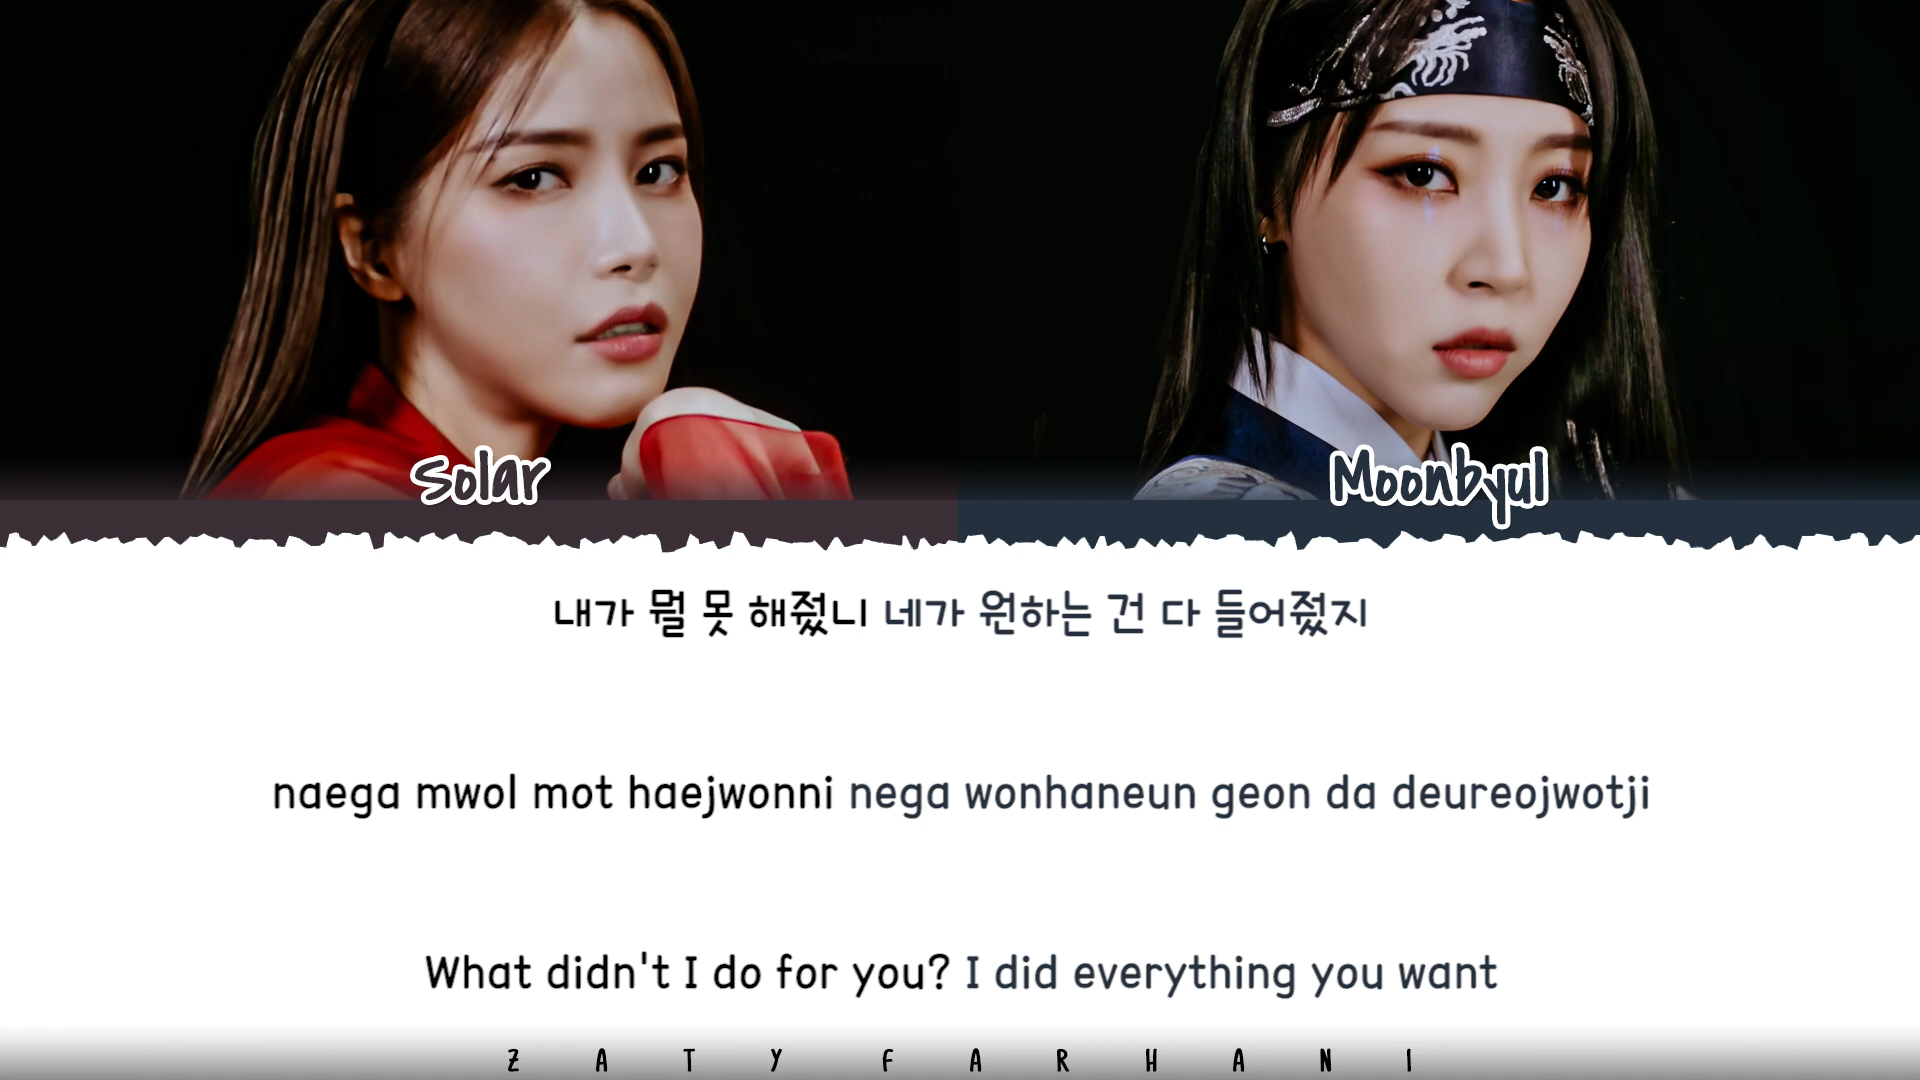 Solar
Moonbyul
내가 뭘 못 해줬니 네가 원하는 건 다 들어줬지
naega mwol mot haejwonni nega wonhaneun geon da deureojwotji
What didn't I do for you? I did everything you want
ZATY FARHANI